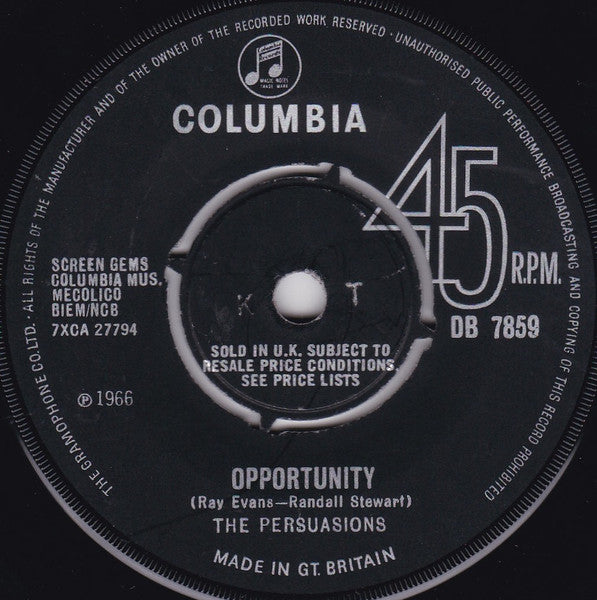 THE GRAMOPHONE CO. LTD. · ALL RIGHTS OF THE MANUFACTURER AND OF THE OWNER OF THE RECORDED WORK RESERVED · UNAUTHORISED PUBLIC PERFORMANCE BROADCASTING AND COPYING OF THIS RECORD PROHIBITED
MAGIC NOTES
TRADE MARK
COLUMBIA
45
R.P.M.
SCREEN GEMS
COLUMBIA MUS.
MECOLICO
BIEM/NCB
7XCA 27794
DB 7859
K T
SOLD IN U.K. SUBJECT TO
RESALE PRICE CONDITIONS.
SEE PRICE LISTS
℗ 1966
OPPORTUNITY
(Ray Evans—Randall Stewart)
THE PERSUASIONS
MADE IN GT. BRITAIN